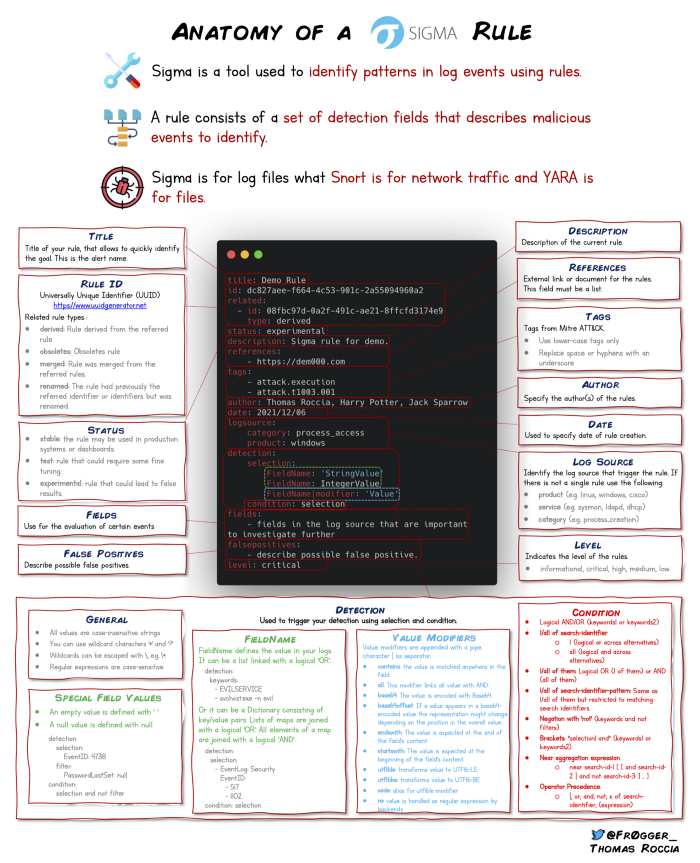 ANATOMY OF A SIGMA RULE
Sigma is a tool used to identify patterns in log events using rules.
A rule consists of a set of detection fields that describes malicious
events to identify.
Sigma is for log files what Snort is for network traffic and YARA is
for files.
TITLE
Title of your rule, that allows to quickly identify
the goal. This is the alert name.
RULE ID
Universally Unique Identifier (UUID)
https://www.uuidgenerator.net
Related rule types :
derived: Rule derived from the referred
rule
obsoletes: Obsoletes rule
merged: Rule was merged from the
referred rules.
renamed: The rule had previously the
referred identifier or identifiers but was
renamed.
STATUS
stable: the rule may be used in production
systems or dashboards.
test: rule that could require some fine
tuning.
experimental: rule that could lead to false
results.
FIELDS
Use for the evaluation of certain events
FALSE POSITIVES
Describe possible false positives.
title: Demo Rule
id: dc827aee-f664-4c53-901c-2a55094960a2
related:
- id: 08fbc97d-0a2f-491c-ae21-8ffcfd3174e9
type: derived
status: experimental
description: Sigma rule for demo.
references:
- https://dem000.com
tags:
- attack.execution
- attack.t1003.001
author: Thomas Roccia, Harry Potter, Jack Sparrow
date: 2021/12/06
logsource:
category: process_access
product: windows
detection:
selection:
FieldName: 'StringValue'
FieldName: IntegerValue
FieldName|modifier: 'Value'
condition: selection
fields:
- fields in the log source that are important
to investigate further
falsepositives:
- describe possible false positive.
level: critical
DESCRIPTION
Description of the current rule.
REFERENCES
External link or document for the rules.
This field must be a list.
TAGS
Tags from Mitre ATT&CK.
Use lower-case tags only
Replace space or hyphens with an
underscore
AUTHOR
Specify the author(s) of the rules.
DATE
Used to specify date of rule creation.
LOG SOURCE
Identify the log source that trigger the rule. If
there is not a single rule use the following
product (e.g. linux, windows, cisco)
service (e.g. sysmon, ldapd, dhcp)
category (e.g. process_creation)
LEVEL
Indicates the level of the rules.
informational, critical, high, medium, low
DETECTION
Used to trigger your detection using selection and condition.
GENERAL
All values are case-insensitive strings
You can use wildcard characters '*' and '?'
Wildcards can be escaped with \, e.g. \*
Regular expressions are case-sensitive
SPECIAL FIELD VALUES
An empty value is defined with ' '
A null value is defined with null
detection:
selection:
EventID: 4738
filter:
PasswordLastSet: null
condition:
selection and not filter
FIELDNAME
FieldName defines the value in your logs.
It can be a list linked with a logical 'OR':
detection:
keywords:
- EVILSERVICE
- svchost.exe -n evil
Or it can be a Dictionary consisting of
key/value pairs. Lists of maps are joined
with a logical 'OR'. All elements of a
map are joined with a logical 'AND'.
detection:
selection:
- EventLog: Security
EventID:
- 517
- 1102
condition: selection
VALUE MODIFIERS
Value modifiers are appended with a pipe
character | as separator.
contains: the value is matched anywhere in the
field
all: This modifier links all value with AND.
base64: The value is encoded with Base64
base64offset: If a value appears in a base64-
encoded value the representation might change
depending on the position in the overall value
endswith: The value is expected at the end of
the field's content
startswith: The value is expected at the
beginning of the field's content.
utf16le: transforms value to UTF16-LE
utf16be: transforms value to UTF16-BE
wide: alias for utf16le modifier
re: value is handled as regular expression by
backends
CONDITION
Logical AND/OR (keywords1 or keywords2)
1/all of search-identifier
1 (logical or across alternatives)
all (logical and across
alternatives)
1/all of them: Logical OR (1 of them) or AND
(all of them)
1/all of search-identifier-pattern: Same as
1/all of them but restricted to matching
search identifiers
Negation with 'not' (keywords and not
filters)
Brackets "selection1 and" (keywords1 or
keywords2)
Near aggregation expression
near search-id-1 [ [ and search-id-
2 ] and not search-id-3 ] . . ]
Operator Precedence:
|, or, and, not, x of search-
identifier, (expression)
@FR0GGER_
THOMAS ROCCIA